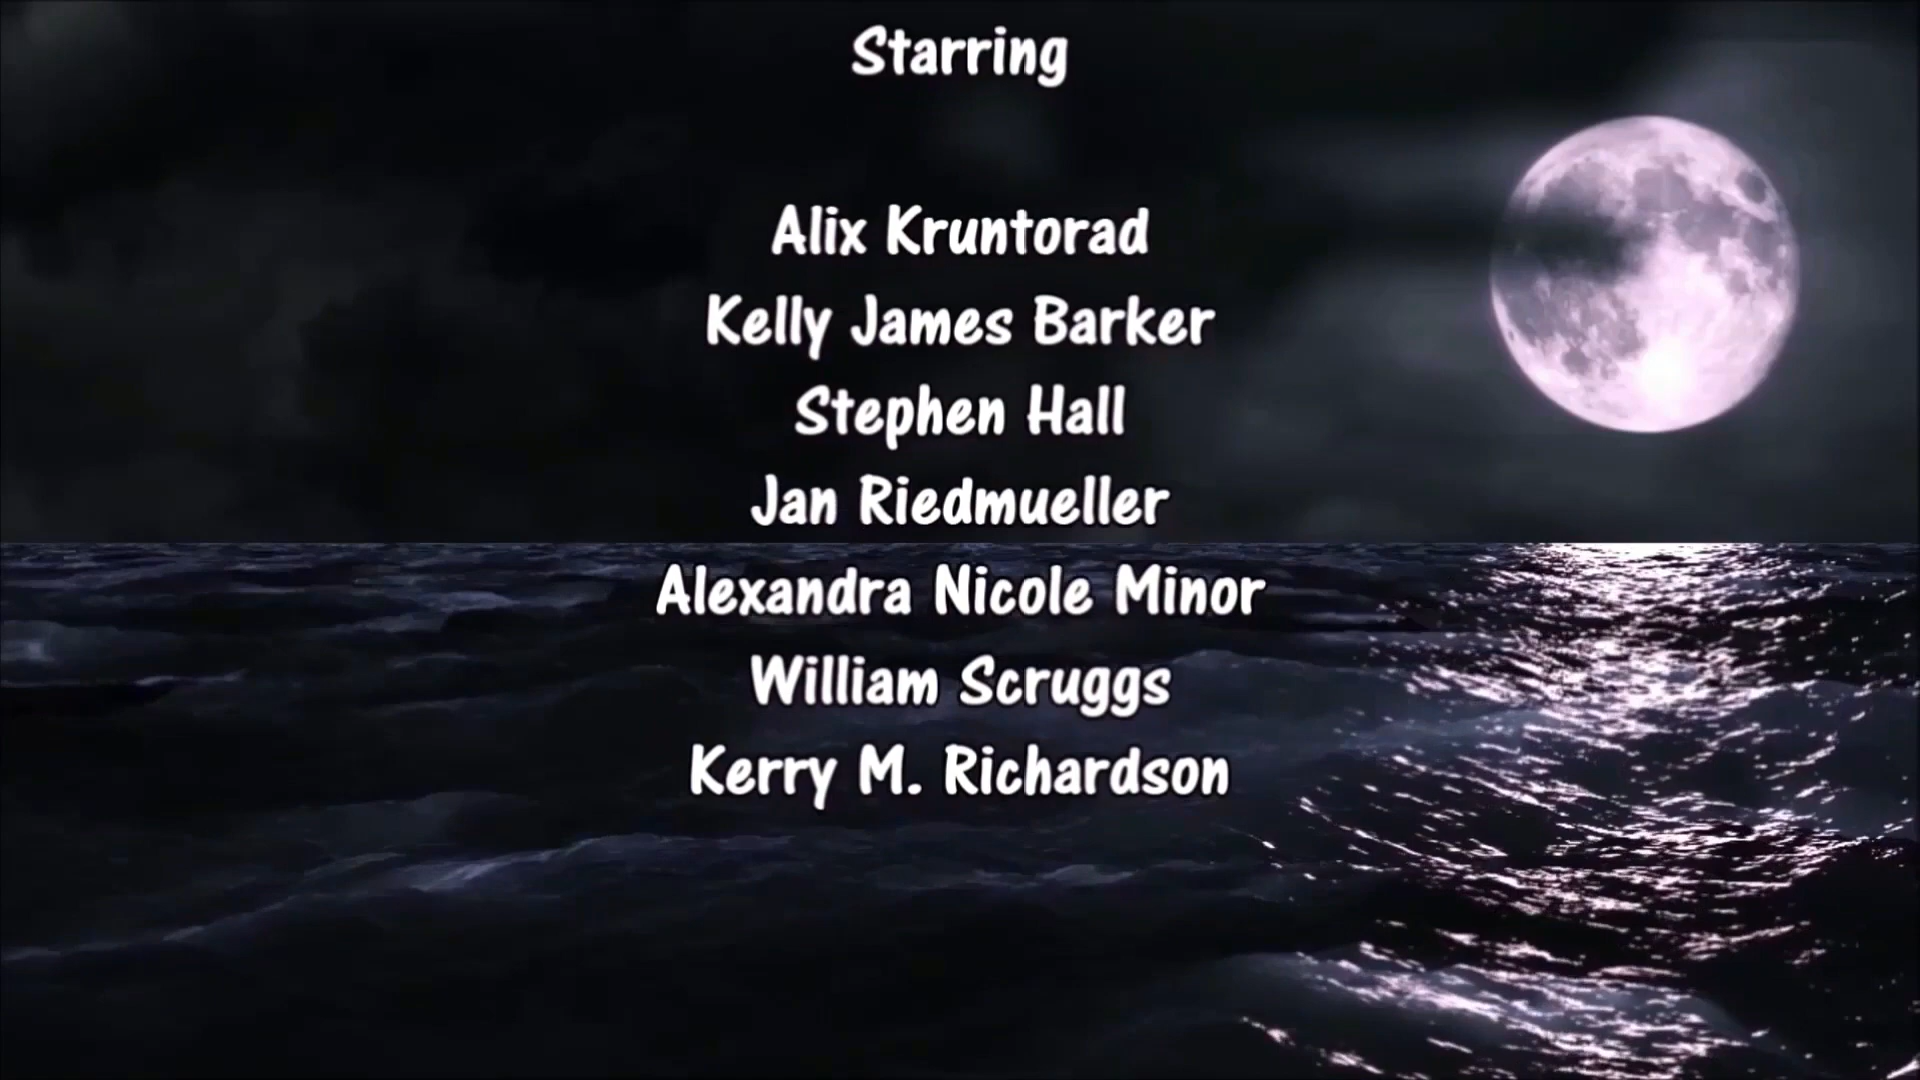 Starring
Alix Kruntorad
Kelly James Barker
Stephen Hall
Jan Riedmueller
Alexandra Nicole Minor
William Scruggs
Kerry M. Richardson